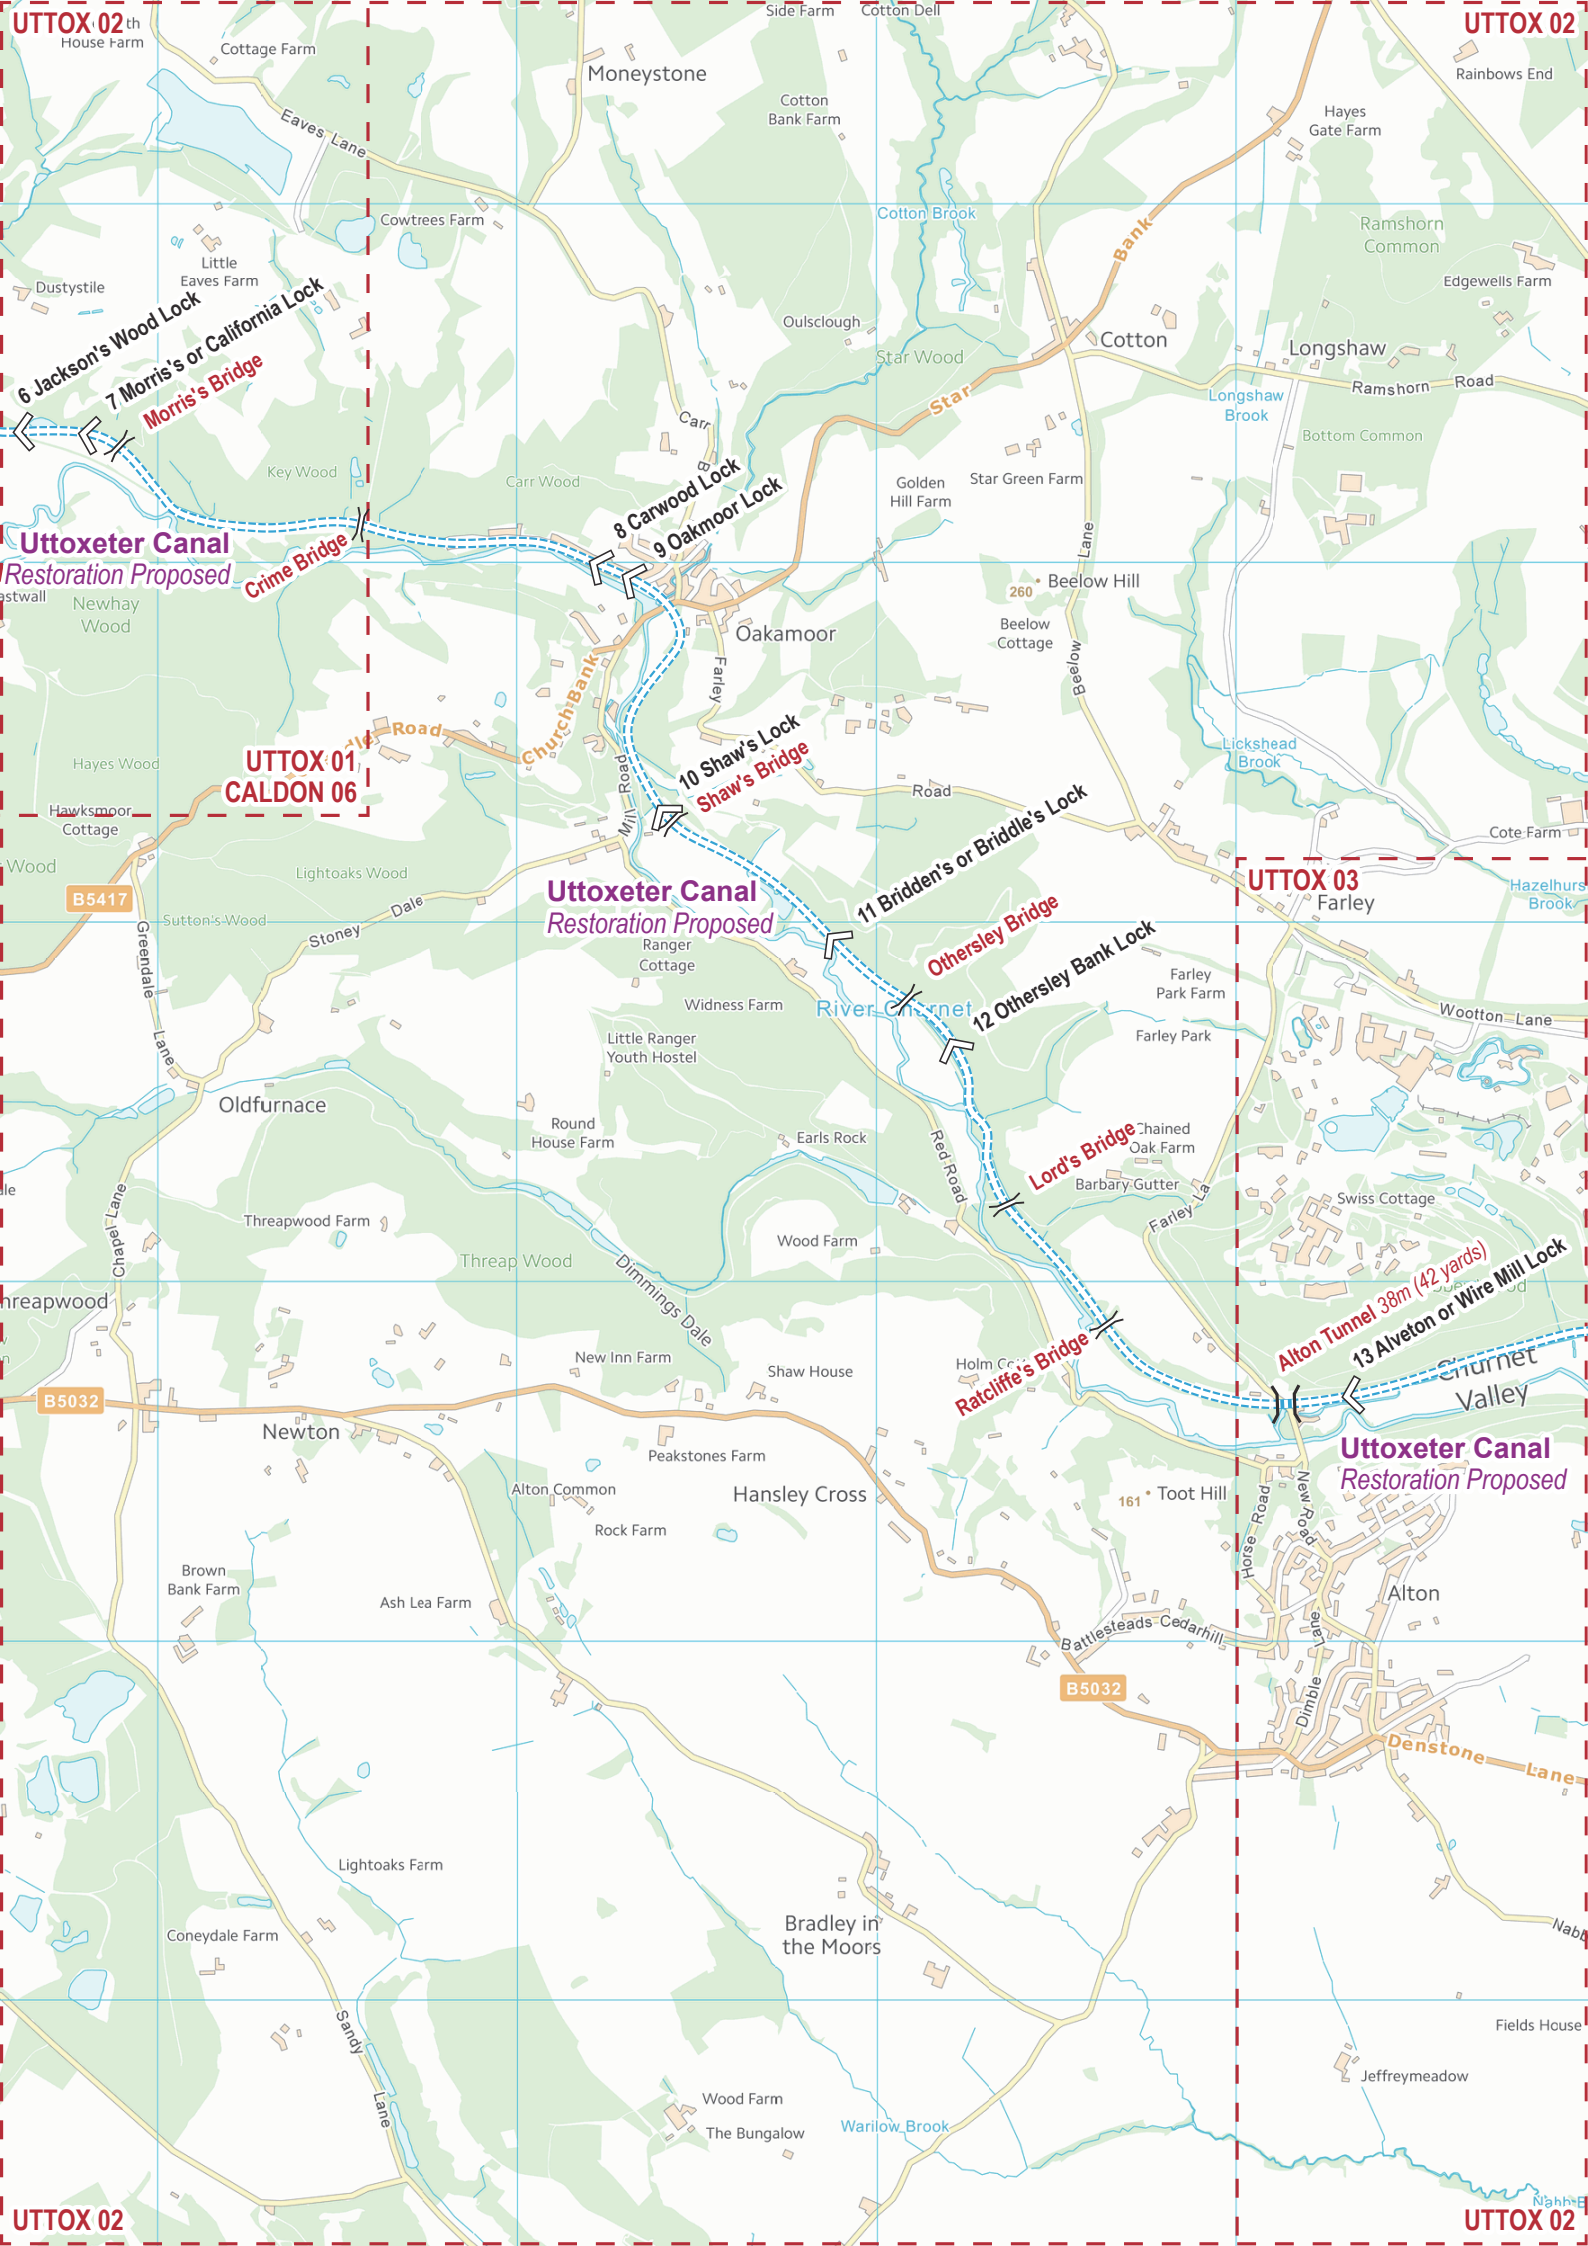 UTTOX 02
th
House Farm
Cottage Farm
Side Farm
Cotton Dell
UTTOX 02
Moneystone
Rainbows End
Cotton
Bank Farm
Hayes
Gate Farm
Eaves Lane
Cowtrees Farm
Cotton Brook
Ramshorn
Common
Bank
Little
Eaves Farm
Dustystile
Edgewells Farm
Oulsclough
Cotton
Longshaw
Star Wood
Star
Ramshorn Road
Longshaw
Brook
Bottom Common
6 Jackson's Wood Lock
7 Morris's or California Lock
Morris's Bridge
Carr
B
Key Wood
Carr Wood
Golden
Hill Farm
Star Green Farm
8 Carwood Lock
9 Oakmoor Lock
Uttoxeter Canal
Restoration Proposed
Crime Bridge
astwall
Newhay
Wood
Beelow Lane
260
Beelow Hill
Beelow
Cottage
Oakamoor
Farley
Church Bank
dle Road
Hayes Wood
UTTOX 01
CALDON 06
Lickshead
Brook
10 Shaw's Lock
Shaw's Bridge
Mill Road
Road
Hawksmoor
Cottage
Cote Farm
Wood
Lightoaks Wood
11 Bridden's or Briddle's Lock
B5417
Uttoxeter Canal
Restoration Proposed
UTTOX 03
Farley
Hazelhurs
Brook
Sutton's Wood
Stoney Dale
Greendale Lane
Ranger
Cottage
Othersley Bridge
12 Othersley Bank Lock
Widness Farm
River Churnet
Farley
Park Farm
Wootton Lane
Farley Park
Little Ranger
Youth Hostel
Oldfurnace
Round
House Farm
Earls Rock
Red Road
Lord's Bridge
Chained
Oak Farm
Barbary Gutter
ale
Chapel Lane
Threapwood Farm
Farley La
Swiss Cottage
Wood Farm
Threap Wood
Dimmings Dale
hreapwood
n
Alton Tunnel 38m (42 yards)
13 Alveton or Wire Mill Lock
Churnet
Valley
New Inn Farm
Shaw House
Holm Co
Ratcliffe's Bridge
B5032
Newton
Peakstones Farm
Uttoxeter Canal
Restoration Proposed
Alton Common
Hansley Cross
161
Toot Hill
Horse Road
New Road
Rock Farm
Brown
Bank Farm
Ash Lea Farm
Alton
Battlesteads Cedarhill
Dimble Lane
B5032
Denstone Lane
Lightoaks Farm
Bradley in
the Moors
Coneydale Farm
Nabb
Sandy Lane
Fields House
Jeffreymeadow
Wood Farm
The Bungalow
Warilow Brook
Nabb B
UTTOX 02
UTTOX 02